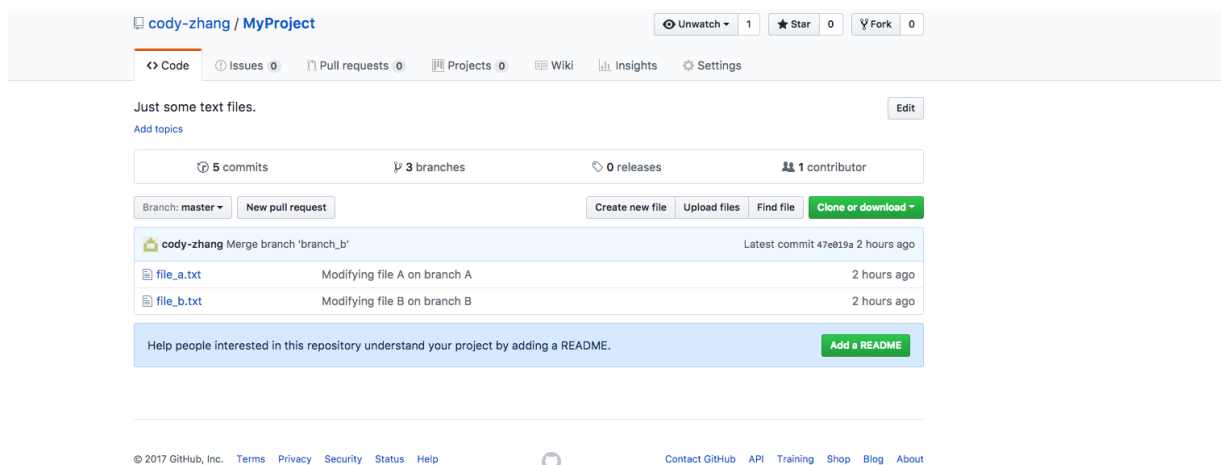 cody-zhang / MyProject
Unwatch 1 Star 0 Fork 0
Code Issues 0 Pull requests 0 Projects 0 Wiki Insights Settings
Just some text files. Edit
Add topics
5 commits 3 branches 0 releases 1 contributor
Branch: master New pull request Create new file Upload files Find file Clone or download
cody-zhang Merge branch 'branch_b' Latest commit 47e019a 2 hours ago
file_a.txt Modifying file A on branch A 2 hours ago
file_b.txt Modifying file B on branch B 2 hours ago
Help people interested in this repository understand your project by adding a README. Add a README
© 2017 GitHub, Inc. Terms Privacy Security Status Help Contact GitHub API Training Shop Blog About